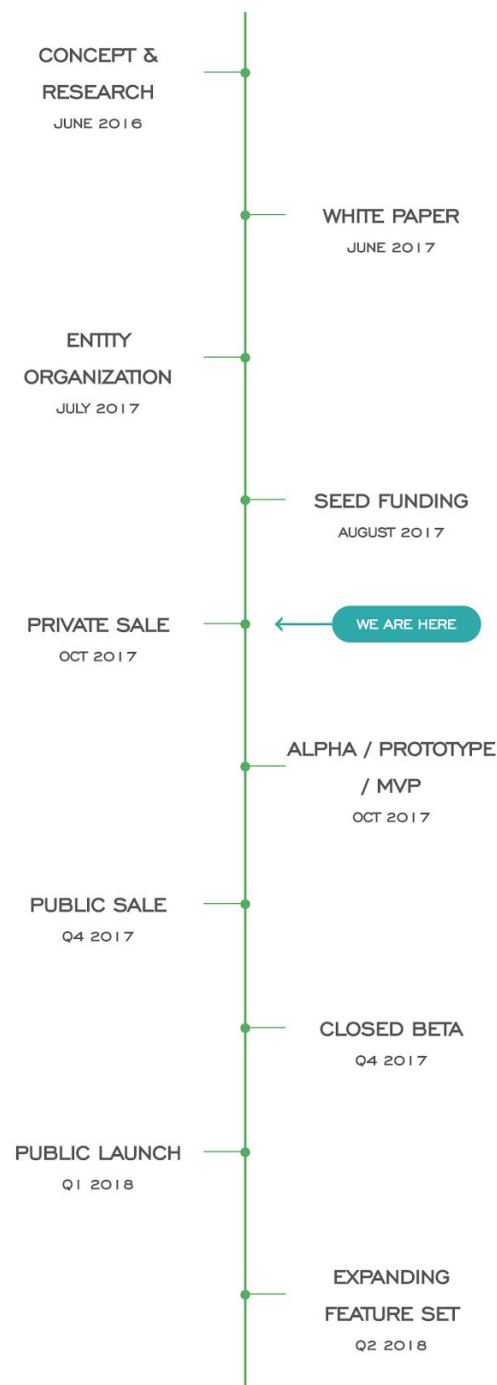 CONCEPT &
RESEARCH
JUNE 2016
WHITE PAPER
JUNE 2017
ENTITY
ORGANIZATION
JULY 2017
SEED FUNDING
AUGUST 2017
PRIVATE SALE
OCT 2017
WE ARE HERE
ALPHA / PROTOTYPE
/ MVP
OCT 2017
PUBLIC SALE
Q4 2017
CLOSED BETA
Q4 2017
PUBLIC LAUNCH
Q1 2018
EXPANDING
FEATURE SET
Q2 2018